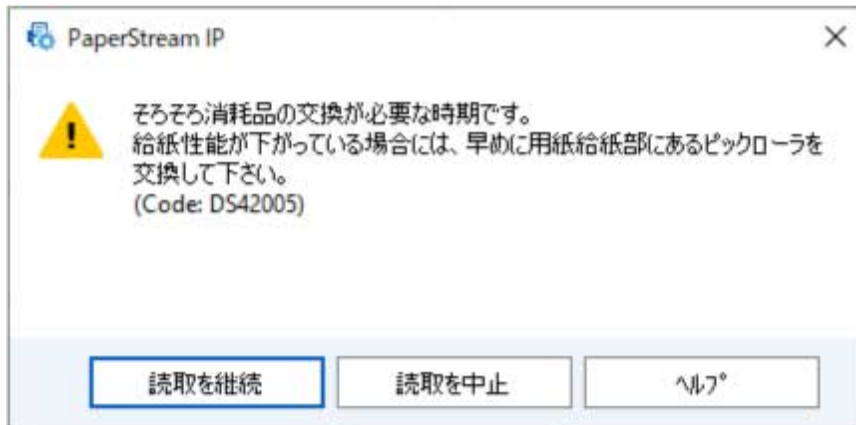 PaperStream IP
そろそろ消耗品の交換が必要な時期です。
給紙性能が下がっている場合には、早めに用紙給紙部にあるピックローラを
交換して下さい。
(Code: DS42005)
読取を継続
読取を中止
ﾍﾙﾌﾟ